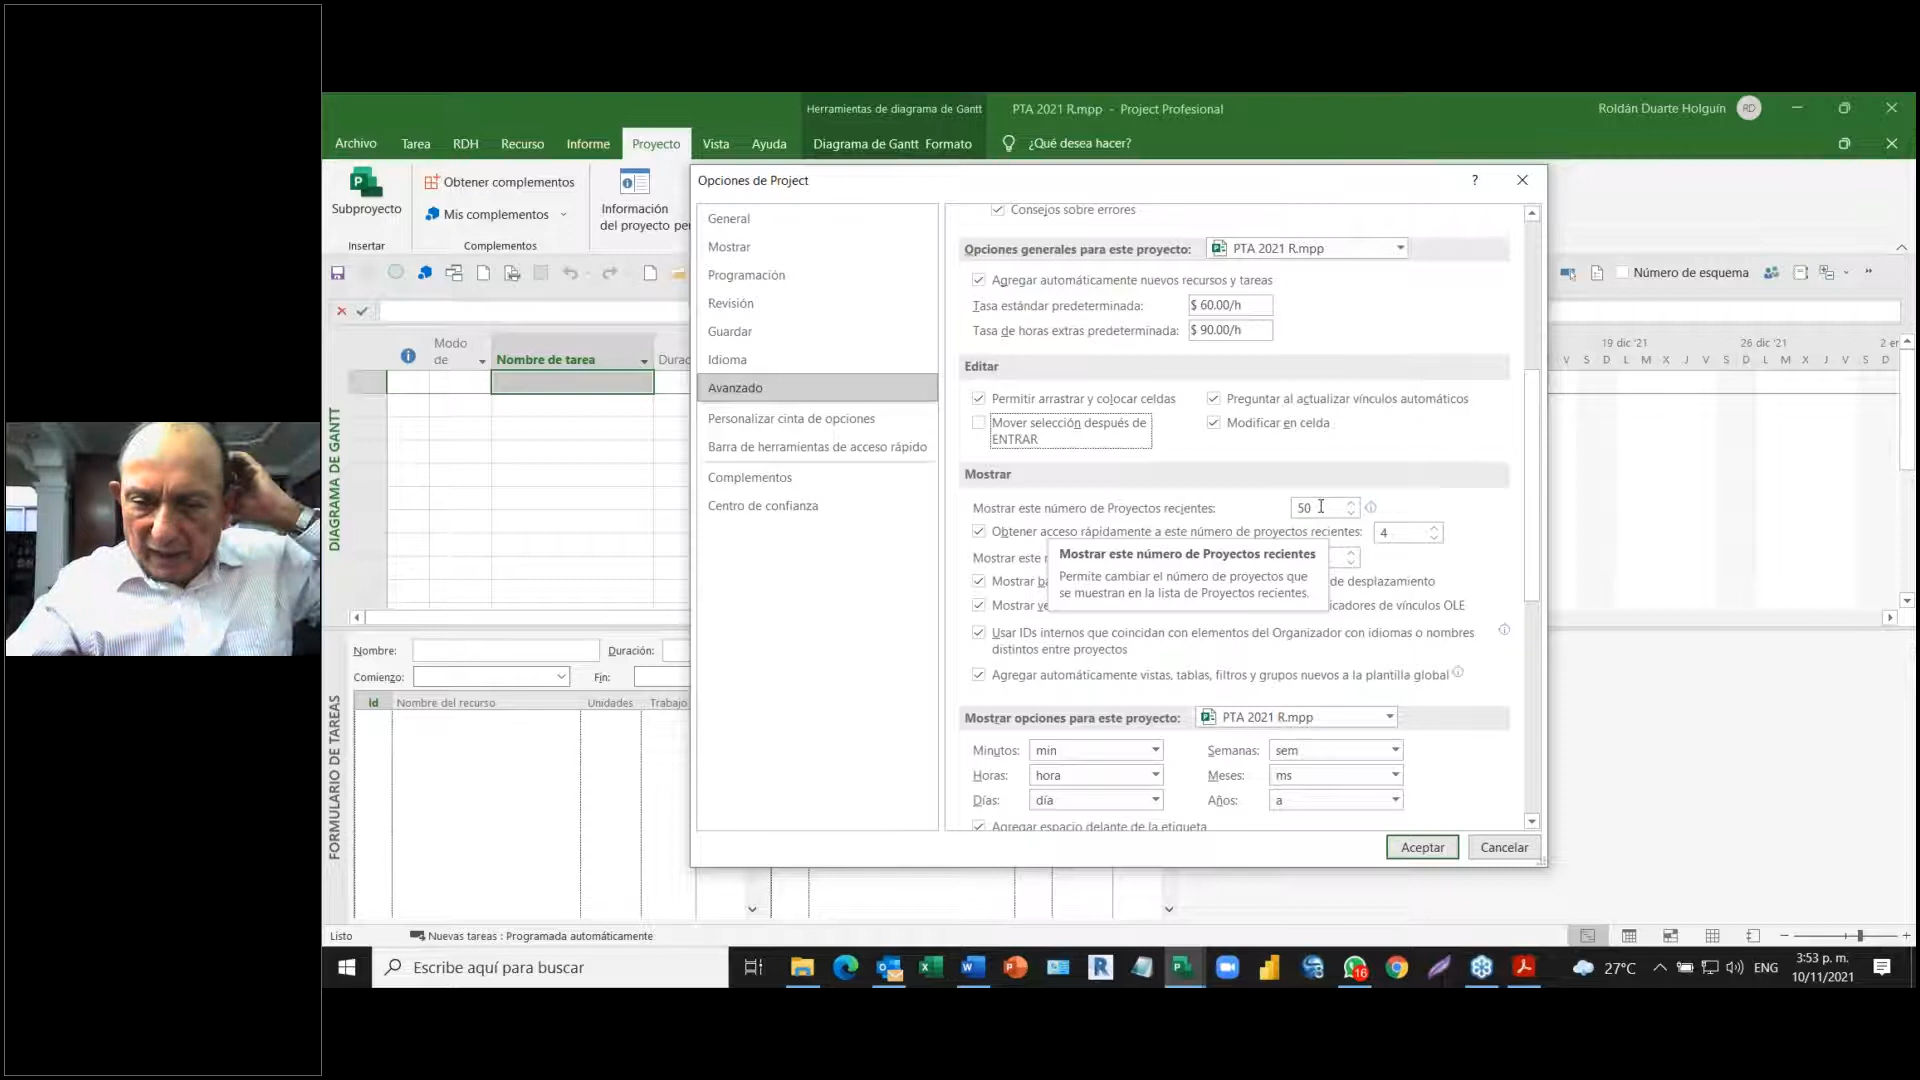 Herramientas de diagrama de Gantt
PTA 2021 R.mpp - Project Profesional
Roldán Duarte Holguín
RD
Archivo
Tarea
RDH
Recurso
Informe
Proyecto
Vista
Ayuda
Diagrama de Gantt Formato
¿Qué desea hacer?
Subproyecto
Insertar
Obtener complementos
Mis complementos
Complementos
Información
del proyecto
Número de esquema
Modo
de
Nombre de tarea
DIAGRAMA DE GANTT
19 dic '21
26 dic '21
V S D L M X J V S D L M X J V S D
Opciones de Project
?
General
Mostrar
Programación
Revisión
Guardar
Idioma
Avanzado
Personalizar cinta de opciones
Barra de herramientas de acceso rápido
Complementos
Centro de confianza
Consejos sobre errores
Opciones generales para este proyecto: PTA 2021 R.mpp
Agregar automáticamente nuevos recursos y tareas
Tasa estándar predeterminada: $ 60.00/h
Tasa de horas extras predeterminada: $ 90.00/h
Editar
Permitir arrastrar y colocar celdas
Preguntar al actualizar vínculos automáticos
Mover selección después de
ENTRAR
Modificar en celda
Mostrar
Mostrar este número de Proyectos recientes: 50
Obtener acceso rápidamente a este número de proyectos recientes: 4
Mostrar este
Mostrar este número de Proyectos recientes
Permite cambiar el número de proyectos que
se muestran en la lista de Proyectos recientes.
Mostrar
de desplazamiento
Mostrar
icadores de vínculos OLE
Usar IDs internos que coincidan con elementos del Organizador con idiomas o nombres
distintos entre proyectos
Agregar automáticamente vistas, tablas, filtros y grupos nuevos a la plantilla global
Mostrar opciones para este proyecto: PTA 2021 R.mpp
Minutos: min
Semanas: sem
Horas: hora
Meses: ms
Días: día
Años: a
Agregar espacio delante de la etiqueta
Aceptar
Cancelar
Nombre:
Duración:
Comienzo:
Fin:
Id
Nombre del recurso
Unidades
Trabajo
FORMULARIO DE TAREAS
Listo
Nuevas tareas : Programada automáticamente
Escribe aquí para buscar
16
27°C
ENG
3:53 p. m.
10/11/2021